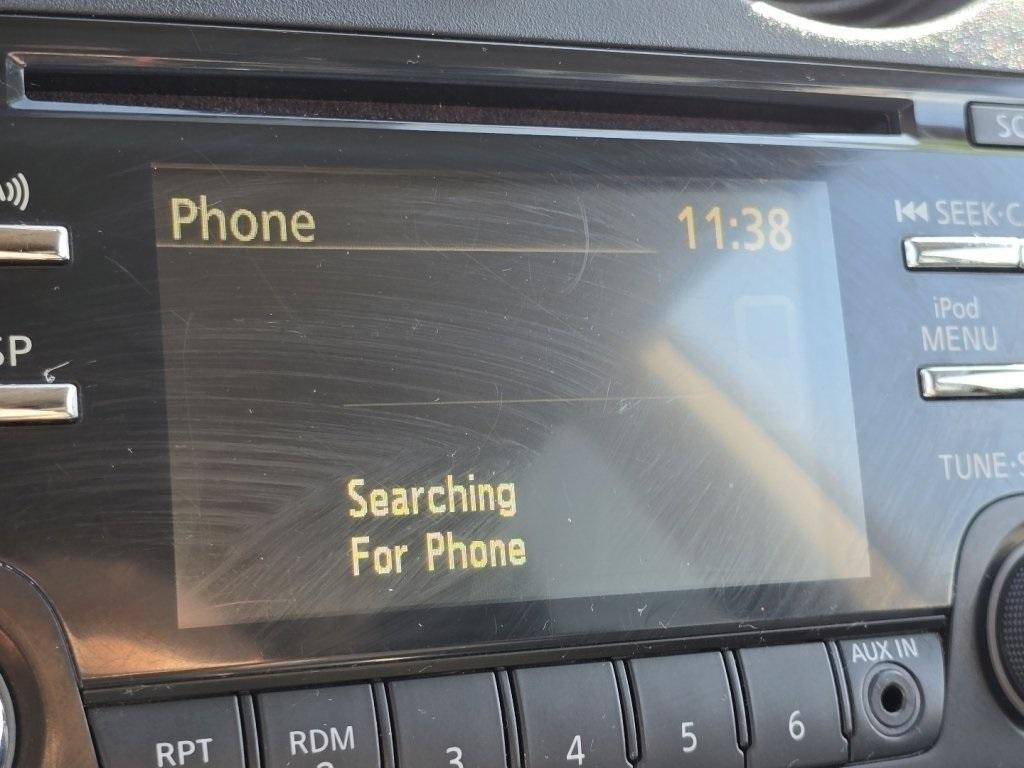 Phone 11:38
SEEK·C
SP
iPod
MENU
TUNE·S
Searching
For Phone
AUX IN
RPT RDM 3 4 5 6